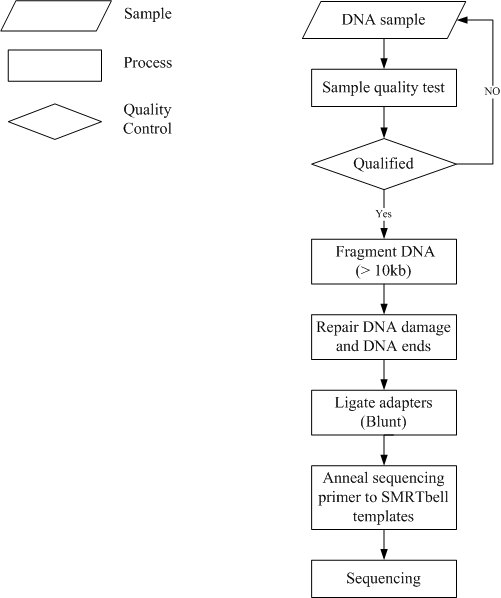 Sample
Process
Quality
Control
DNA sample
Sample quality test
NO
Qualified
Yes
Fragment DNA
(> 10kb)
Repair DNA damage
and DNA ends
Ligate adapters
(Blunt)
Anneal sequencing
primer to SMRTbell
templates
Sequencing